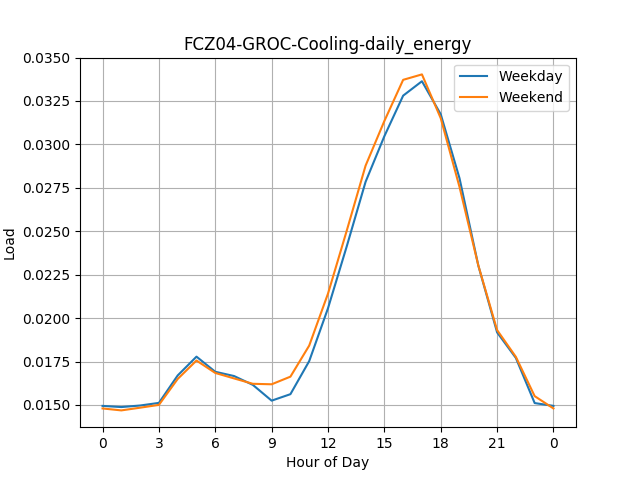 FCZ04-GROC-Cooling-daily_energy
0.0350
0.0325
0.0300
0.0275
0.0250
0.0225
0.0200
0.0175
0.0150
Load
Weekday
Weekend
0 3 6 9 12 15 18 21 0
Hour of Day